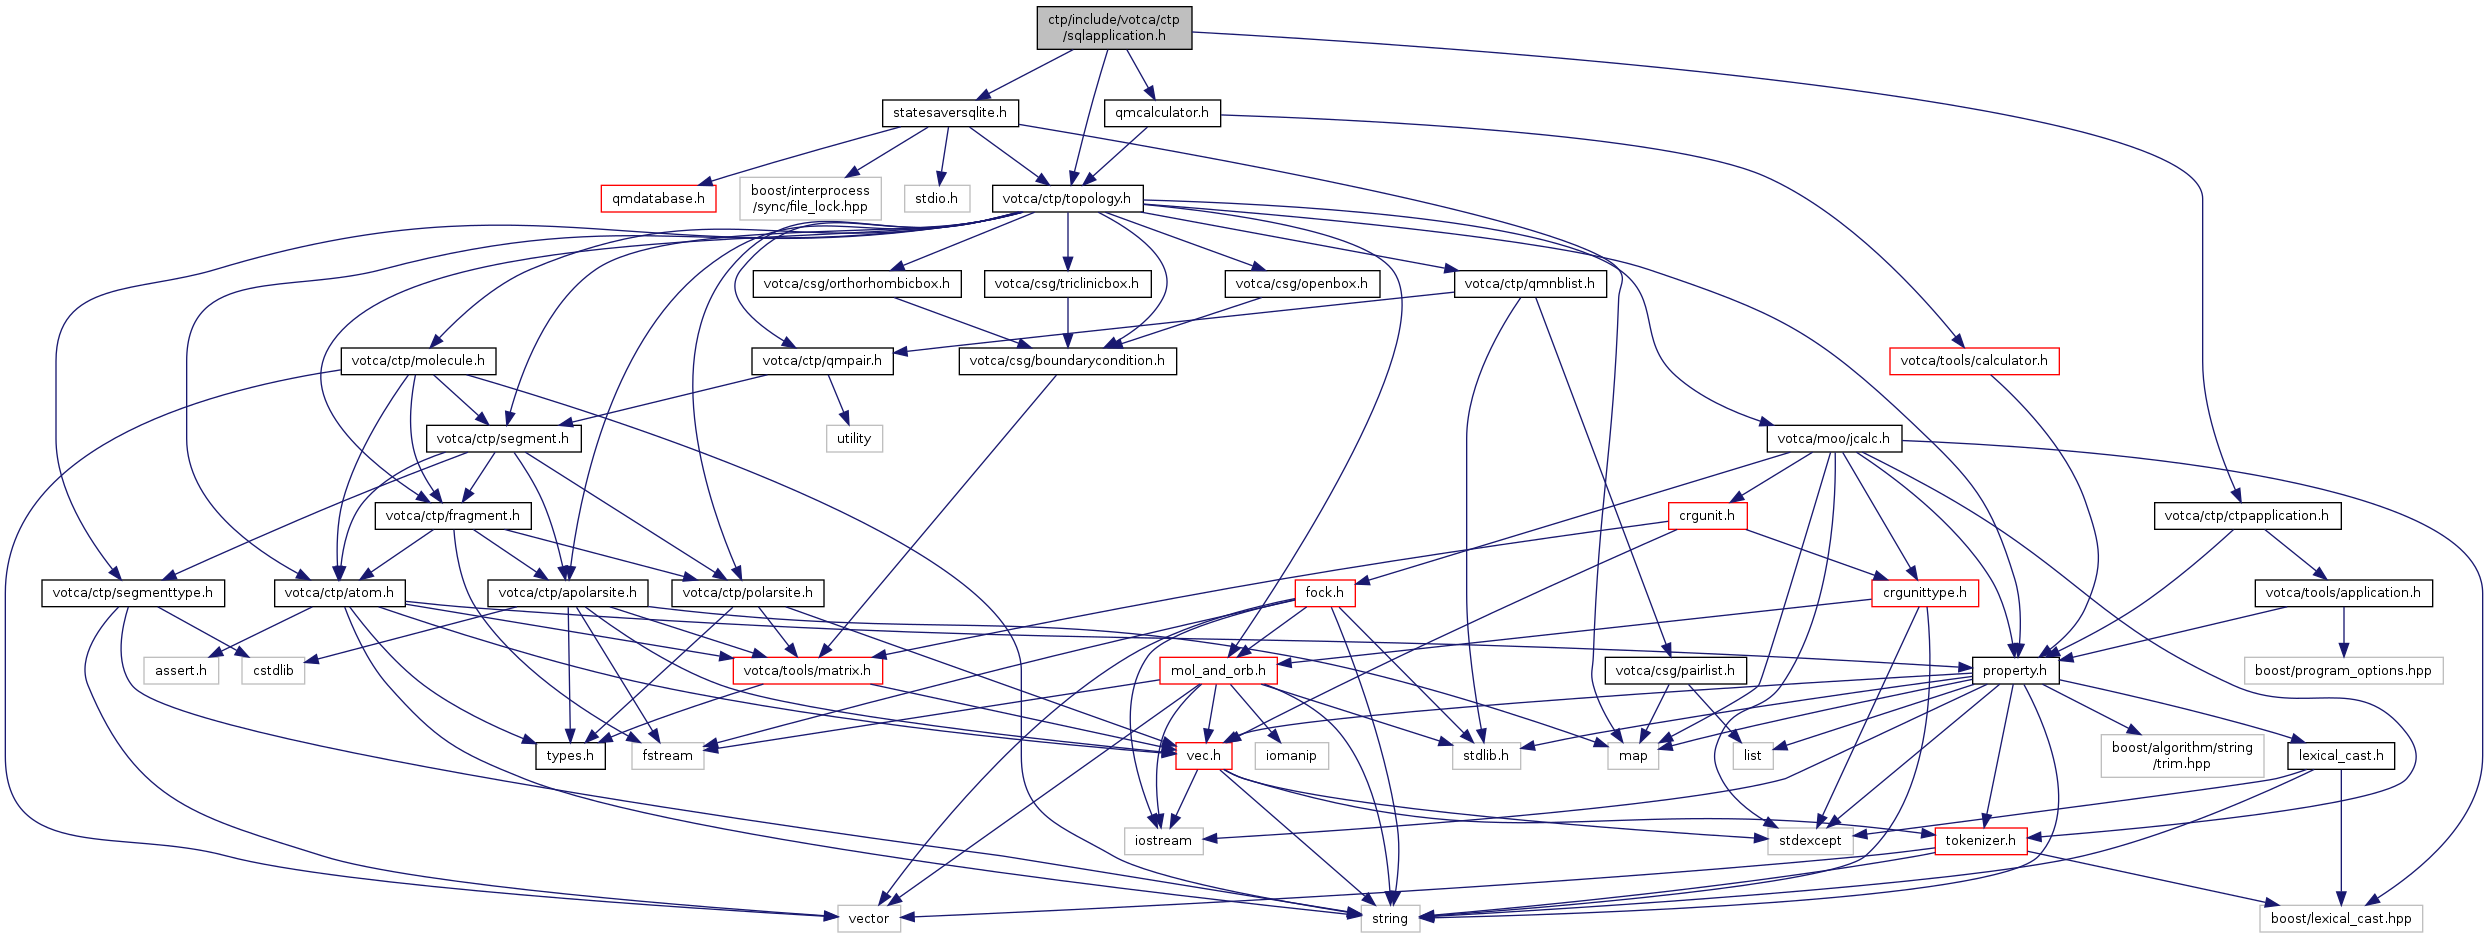 ctp/include/votca/ctp
/sqlapplication.h
statesaversqlite.h
qmcalculator.h
qmdatabase.h
boost/interprocess
/sync/file_lock.hpp
stdio.h
votca/ctp/topology.h
votca/csg/orthorhombicbox.h
votca/csg/triclinicbox.h
votca/csg/openbox.h
votca/ctp/qmnblist.h
votca/ctp/molecule.h
votca/ctp/qmpair.h
votca/csg/boundarycondition.h
votca/tools/calculator.h
votca/ctp/segment.h
utility
votca/moo/jcalc.h
votca/ctp/fragment.h
crgunit.h
votca/ctp/ctpapplication.h
votca/ctp/segmenttype.h
votca/ctp/atom.h
votca/ctp/apolarsite.h
votca/ctp/polarsite.h
fock.h
crgunittype.h
votca/tools/application.h
assert.h
cstdlib
votca/tools/matrix.h
mol_and_orb.h
votca/csg/pairlist.h
property.h
boost/program_options.hpp
types.h
fstream
vec.h
iomanip
stdlib.h
map
list
boost/algorithm/string
/trim.hpp
lexical_cast.h
iostream
stdexcept
tokenizer.h
vector
string
boost/lexical_cast.hpp